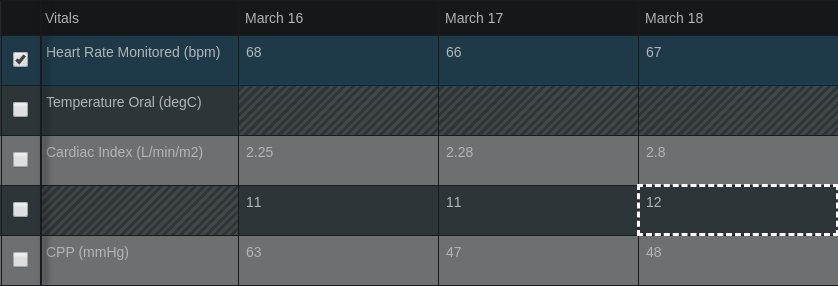 Vitals March 16 March 17 March 18
Heart Rate Monitored (bpm) 68 66 67
Temperature Oral (degC)
Cardiac Index (L/min/m2) 2.25 2.28 2.8
11 11 12
CPP (mmHg) 63 47 48